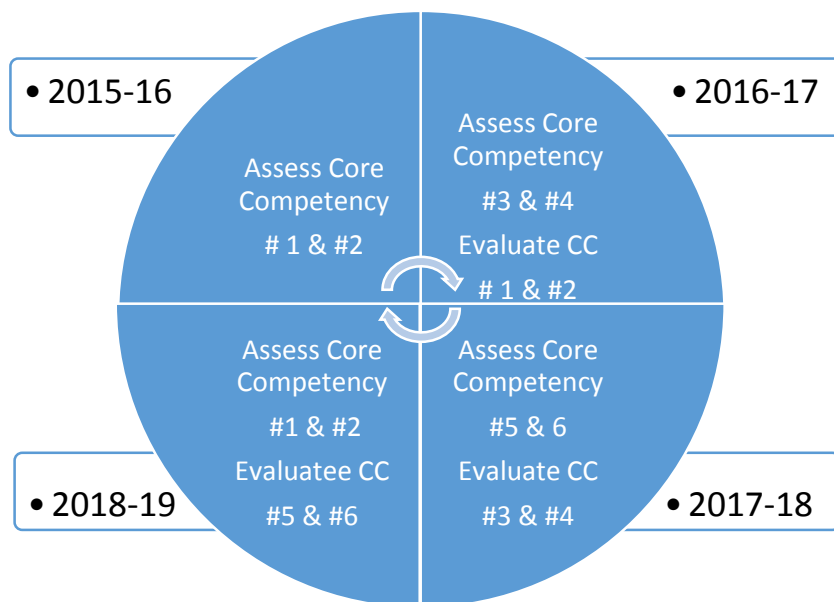 • 2015-16
Assess Core
Competency
# 1 & #2
• 2016-17
Assess Core
Competency
#3 & #4
Evaluate CC
# 1 & #2
Assess Core
Competency
#1 & #2
Evaluatee CC
#5 & #6
• 2018-19
Assess Core
Competency
#5 & 6
Evaluate CC
#3 & #4
• 2017-18